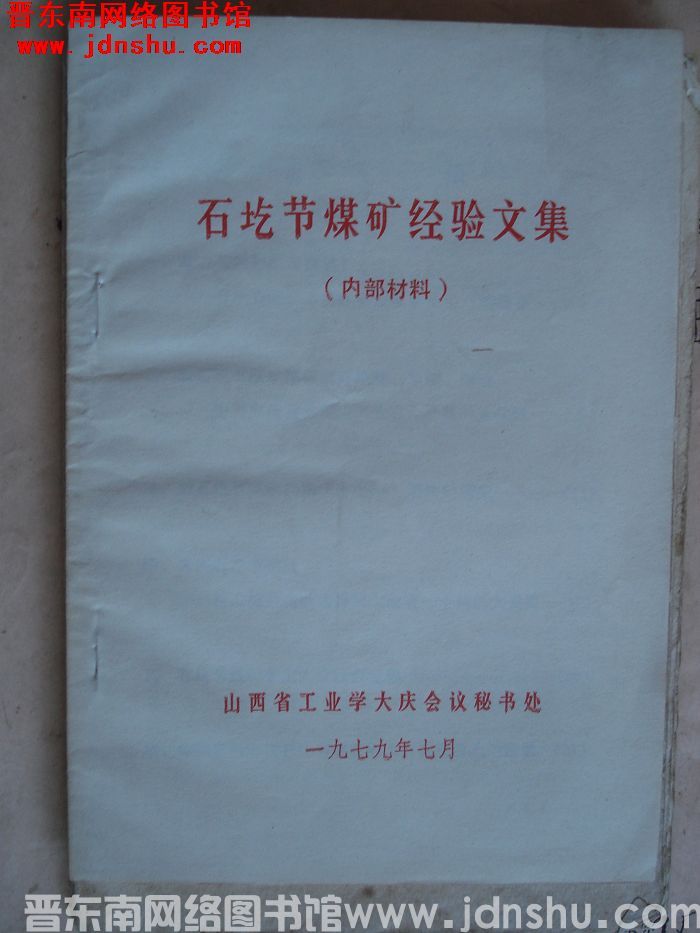 晋东南网络图书馆
www.jdnshu.com
石圪节煤矿经验文集
（内部材料）
山西省工业学大庆会议秘书处
一九七九年七月
晋东南网络图书馆www.jdnshu.com